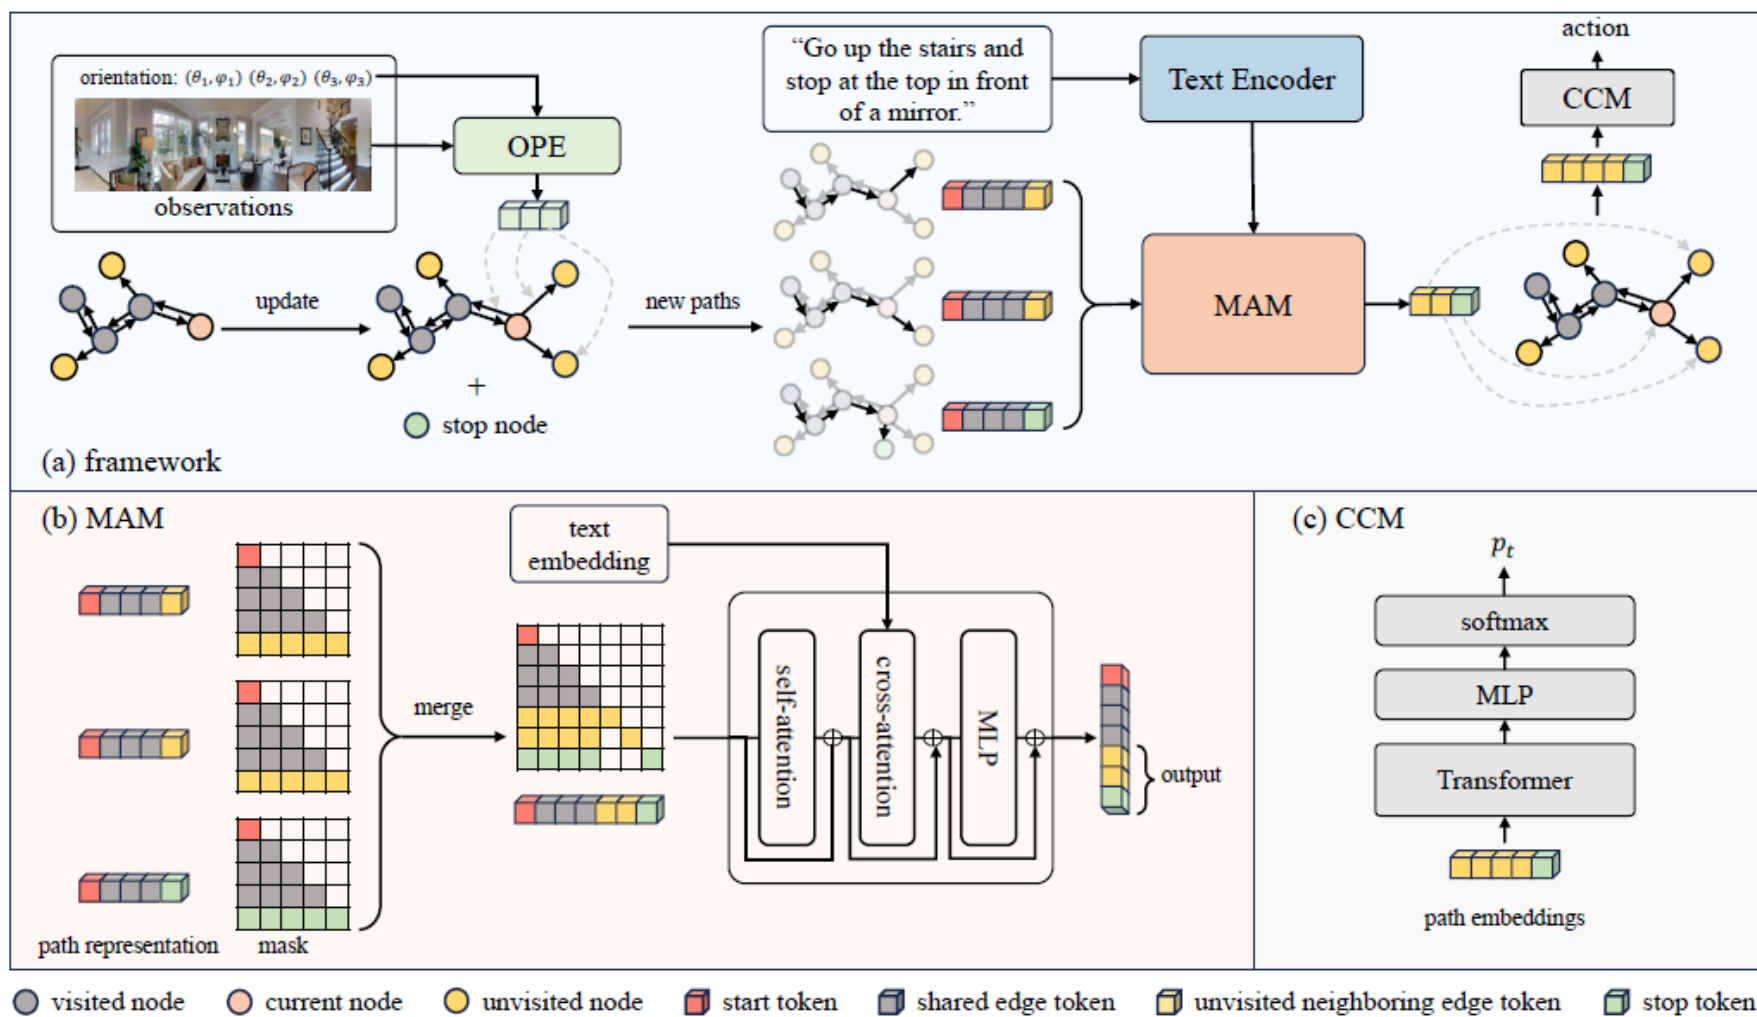 orientation: (θ₁,φ₁) (θ₂,φ₂) (θ₃,φ₃)
observations
OPE
"Go up the stairs and
stop at the top in front
of a mirror."
Text Encoder
action
CCM
update
+
stop node
new paths
MAM
(a) framework
(b) MAM
text
embedding
merge
self-attention
cross-attention
MLP
output
path representation
mask
(c) CCM
pₜ
softmax
MLP
Transformer
path embeddings
visited node
current node
unvisited node
start token
shared edge token
unvisited neighboring edge token
stop token